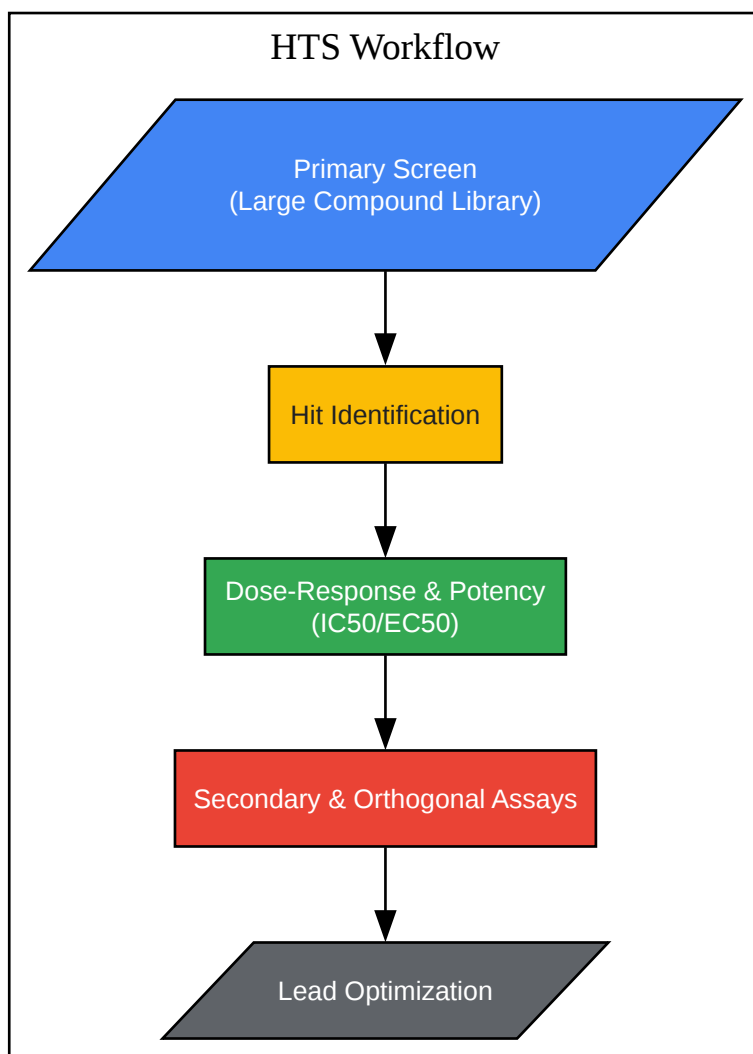 HTS Workflow
Primary Screen
(Large Compound Library)
Hit Identification
Dose-Response & Potency
(IC50/EC50)
Secondary & Orthogonal Assays
Lead Optimization